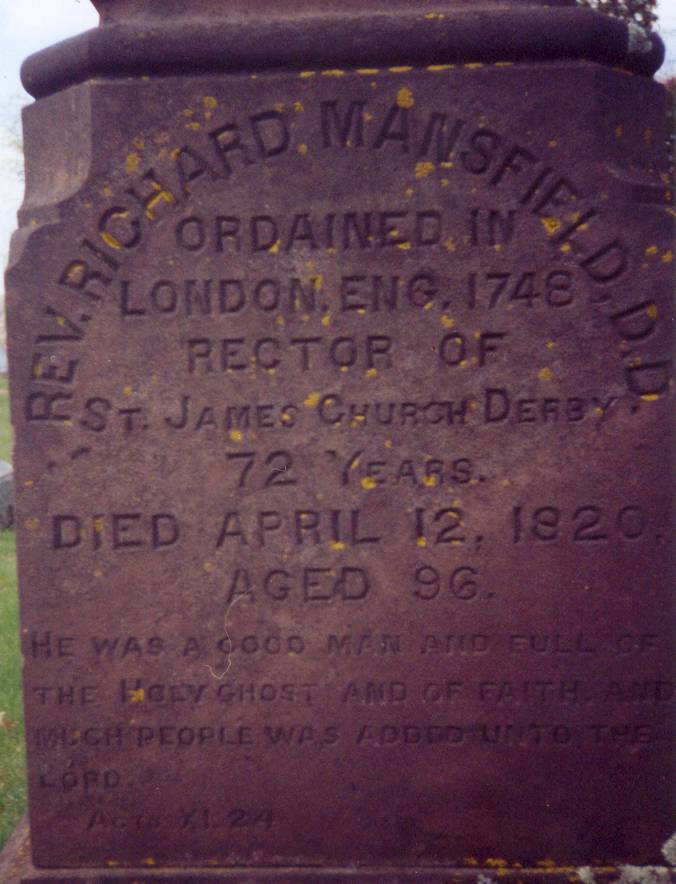 REV. RICHARD MANSFIELD, D.D.
ORDAINED IN
LONDON, ENG. 1748
RECTOR OF
ST. JAMES CHURCH DERBY
72 YEARS.
DIED APRIL 12, 1820.
AGED 96.
HE WAS A GOOD MAN AND FULL OF
THE HOLY GHOST AND OF FAITH, AND
MUCH PEOPLE WAS ADDED UNTO THE
LORD.
ACTS XI. 24